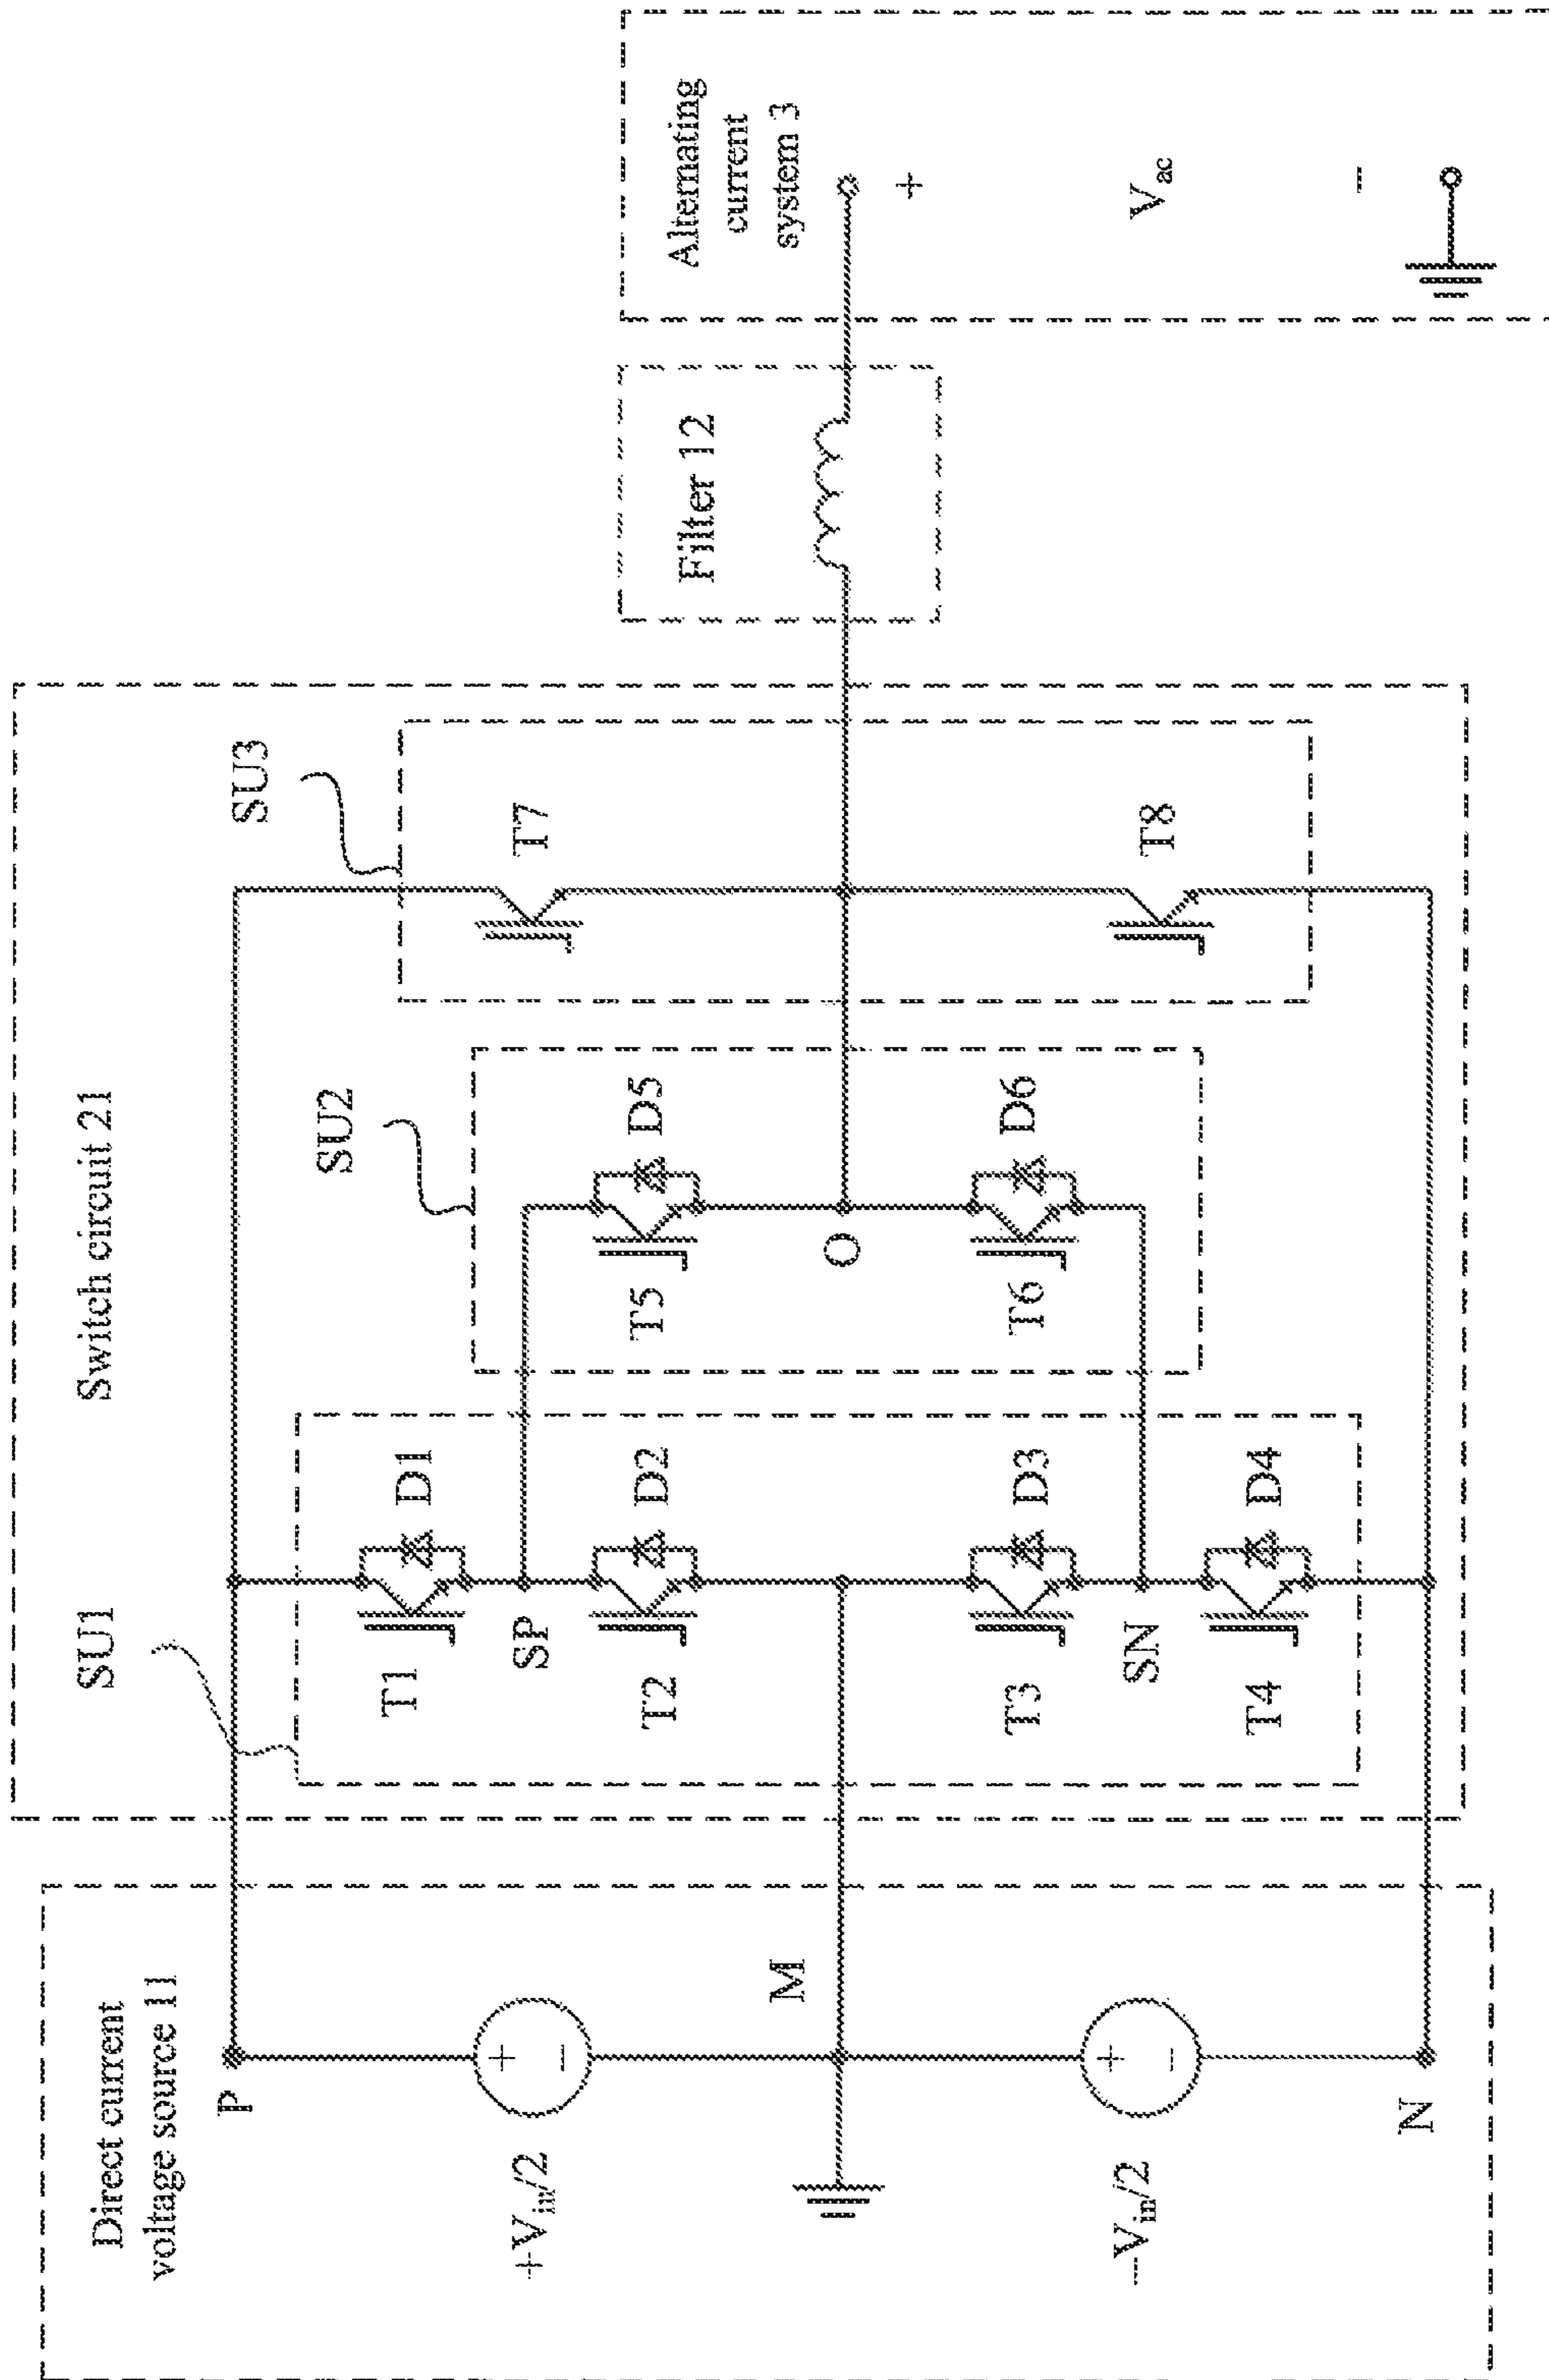 Direct current
voltage source 11
P
+Vin/2
M
−Vin/2
N
Switch circuit 21
SU1
T1
D1
SP
T2
D2
T3
D3
SN
T4
D4
SU2
T5
D5
O
T6
D6
SU3
T7
T8
Filter 12
Alternating
current
system 3
+
Vac
−
+
−
+
−